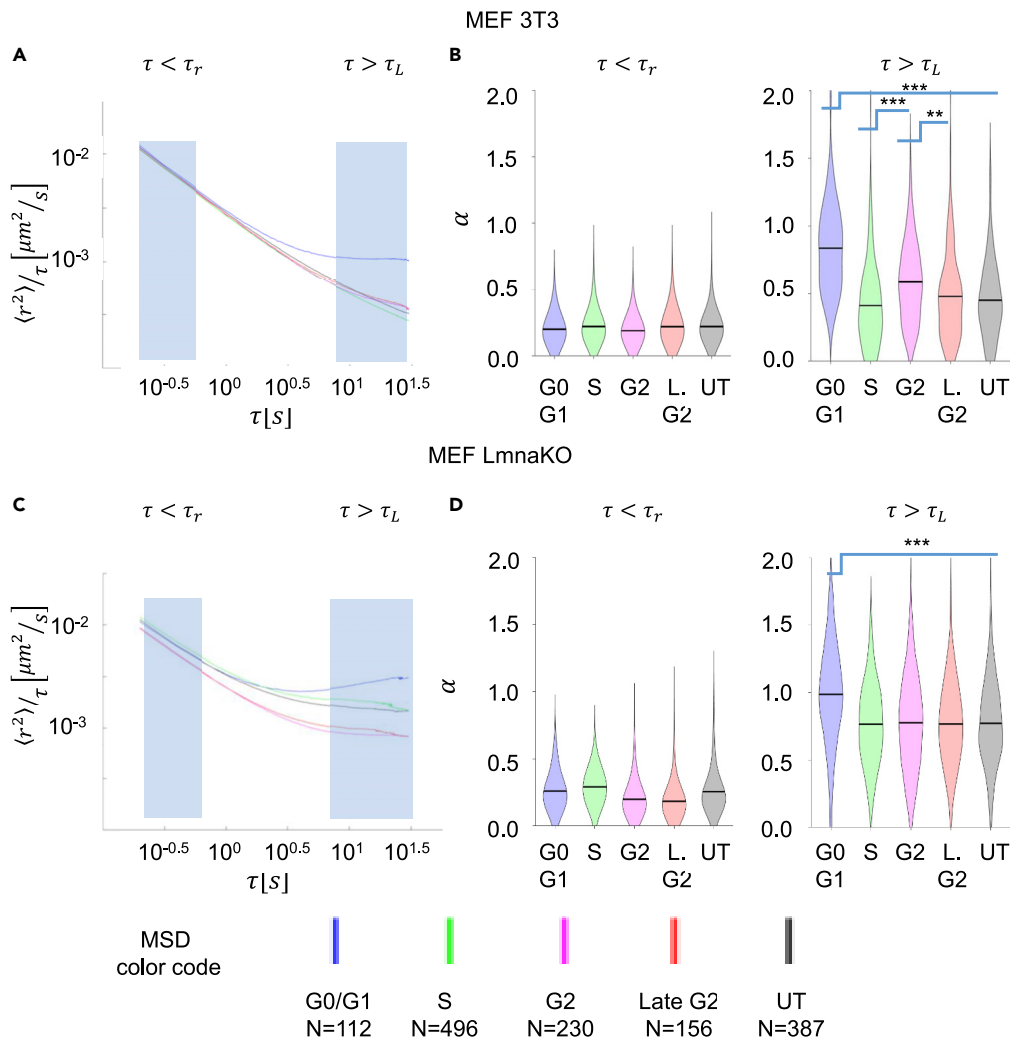 MEF 3T3
A
τ < τr
τ > τL
⟨r²⟩/τ [μm²/s]
10-2
10-3
10-0.5
100
100.5
101
101.5
τ[s]
B
τ < τr
τ > τL
α
2.0
1.5
1.0
0.5
0.0
G0 S G2 L. UT
G1 G2
2.0
1.5
1.0
0.5
0.0
***
***
**
G0 S G2 L. UT
G1 G2
MEF LmnaKO
C
τ < τr
τ > τL
⟨r²⟩/τ [μm²/s]
10-2
10-3
10-0.5
100
100.5
101
101.5
τ[s]
D
τ < τr
τ > τL
α
2.0
1.5
1.0
0.5
0.0
G0 S G2 L. UT
G1 G2
2.0
1.5
1.0
0.5
0.0
***
G0 S G2 L. UT
G1 G2
MSD
color code
G0/G1 S G2 Late G2 UT
N=112 N=496 N=230 N=156 N=387